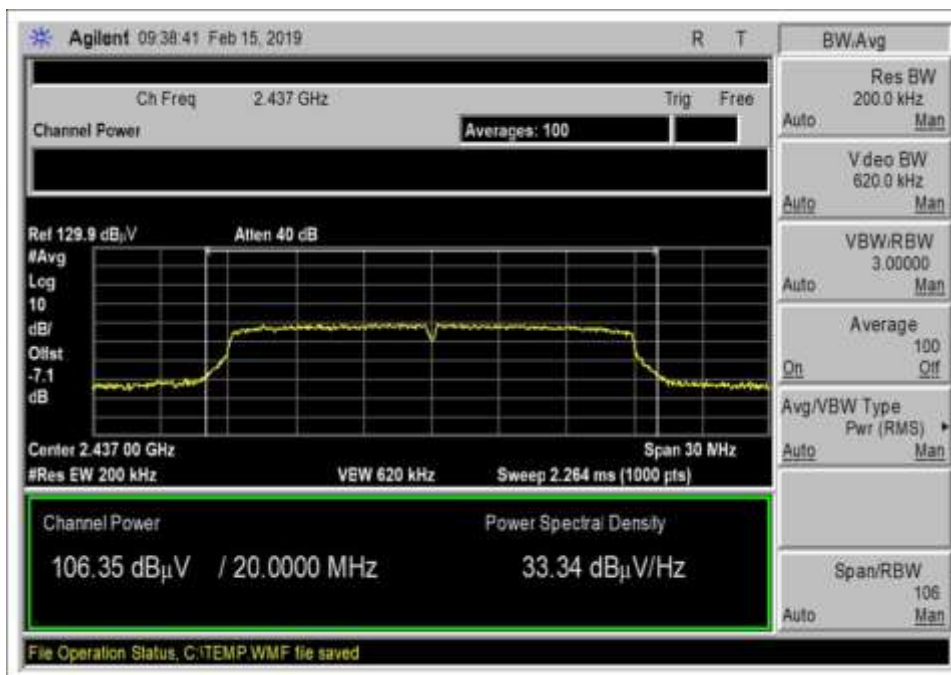 Agilent 09:38:41 Feb 15, 2019 R T
Ch Freq 2.437 GHz Trig Free
Channel Power Averages: 100
Ref 129.9 dBµV Atten 40 dB
#Avg
Log
10
dB/
Offst
-7.1
dB
Center 2.437 00 GHz Span 30 MHz
#Res BW 200 kHz VBW 620 kHz Sweep 2.264 ms (1000 pts)
Channel Power Power Spectral Density
106.35 dBµV / 20.0000 MHz 33.34 dBµV/Hz
File Operation Status, C:\TEMP.WMF file saved
BW/Avg
Res BW
200.0 kHz
Auto Man
Video BW
620.0 kHz
Auto Man
VBW/RBW
3.00000
Auto Man
Average
100
On Off
Avg/VBW Type
Pwr (RMS)
Auto Man
Span/RBW
106
Auto Man